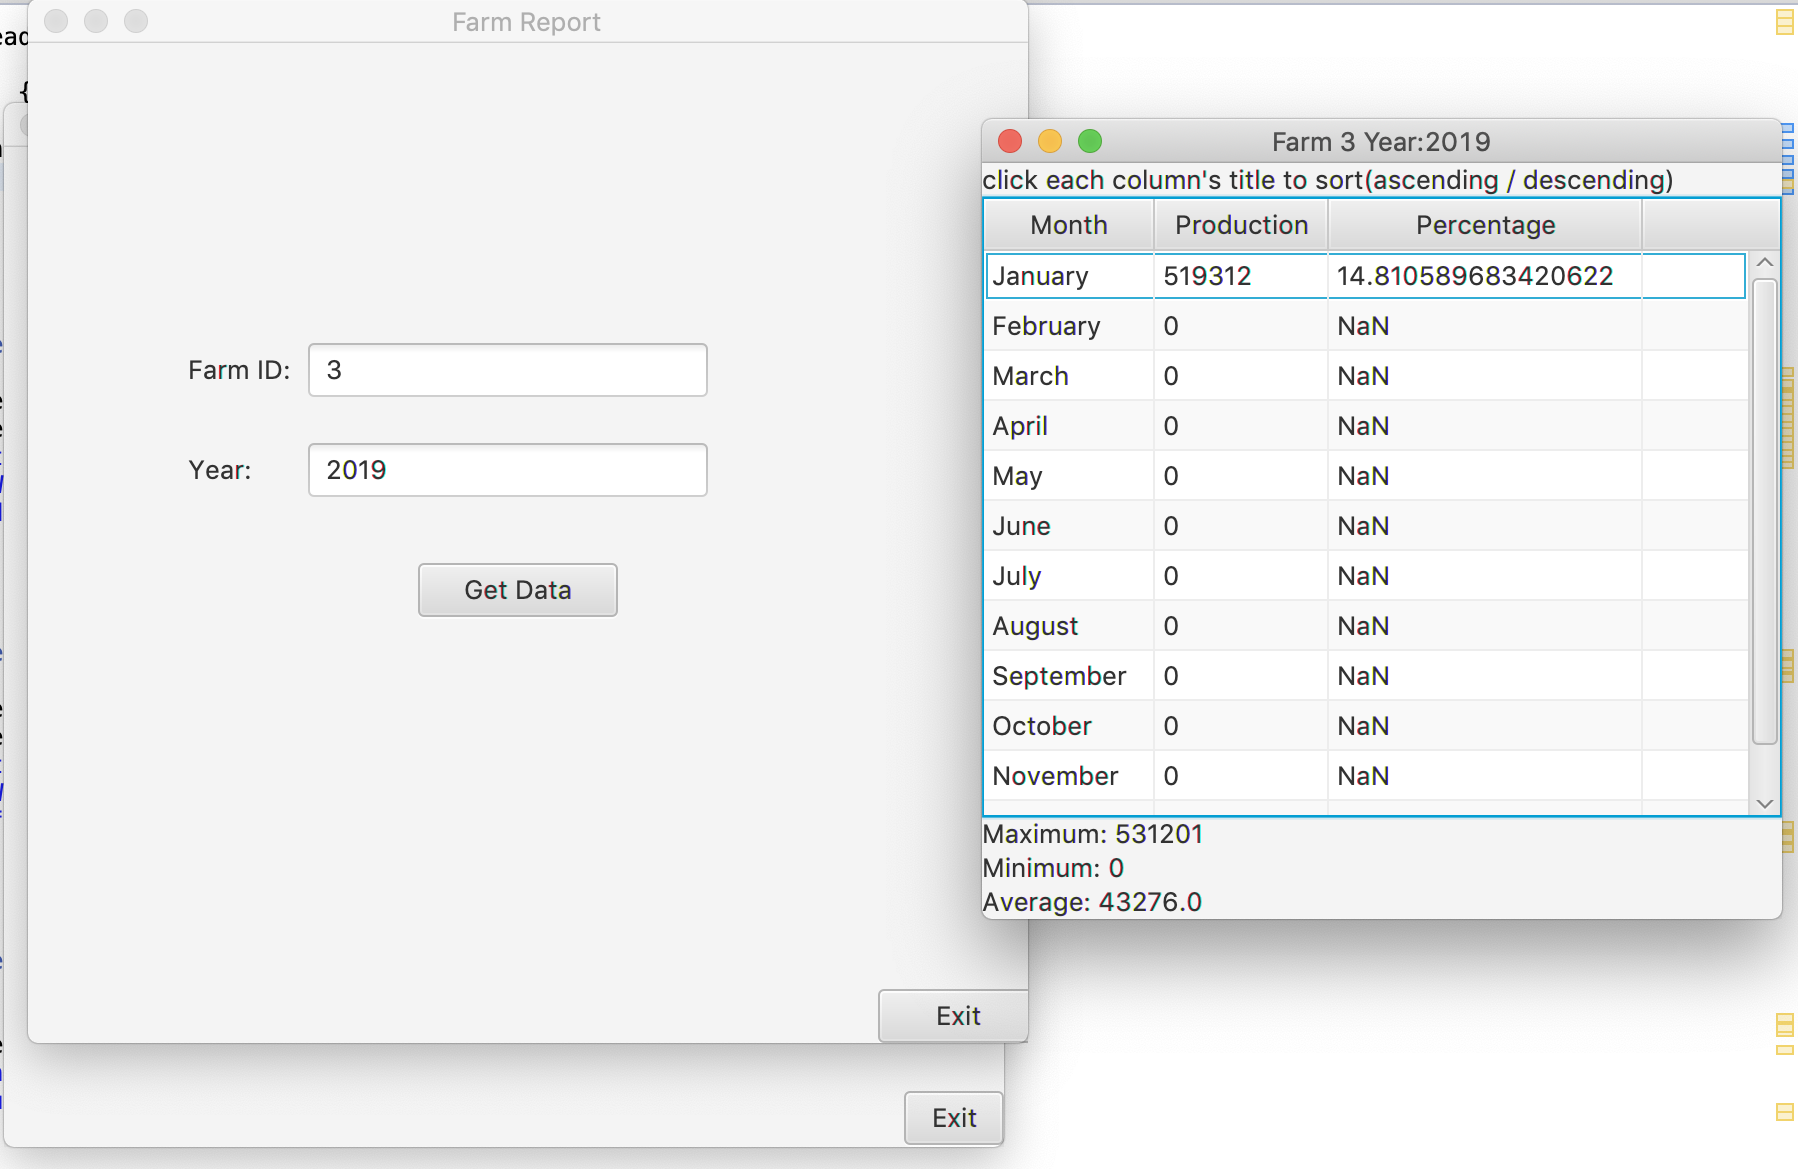 Farm Report
Farm ID: 3
Year: 2019
Get Data
Exit
Exit
Farm 3 Year:2019
click each column's title to sort(ascending / descending)
Month Production Percentage
January 519312 14.810589683420622
February 0 NaN
March 0 NaN
April 0 NaN
May 0 NaN
June 0 NaN
July 0 NaN
August 0 NaN
September 0 NaN
October 0 NaN
November 0 NaN
Maximum: 531201
Minimum: 0
Average: 43276.0